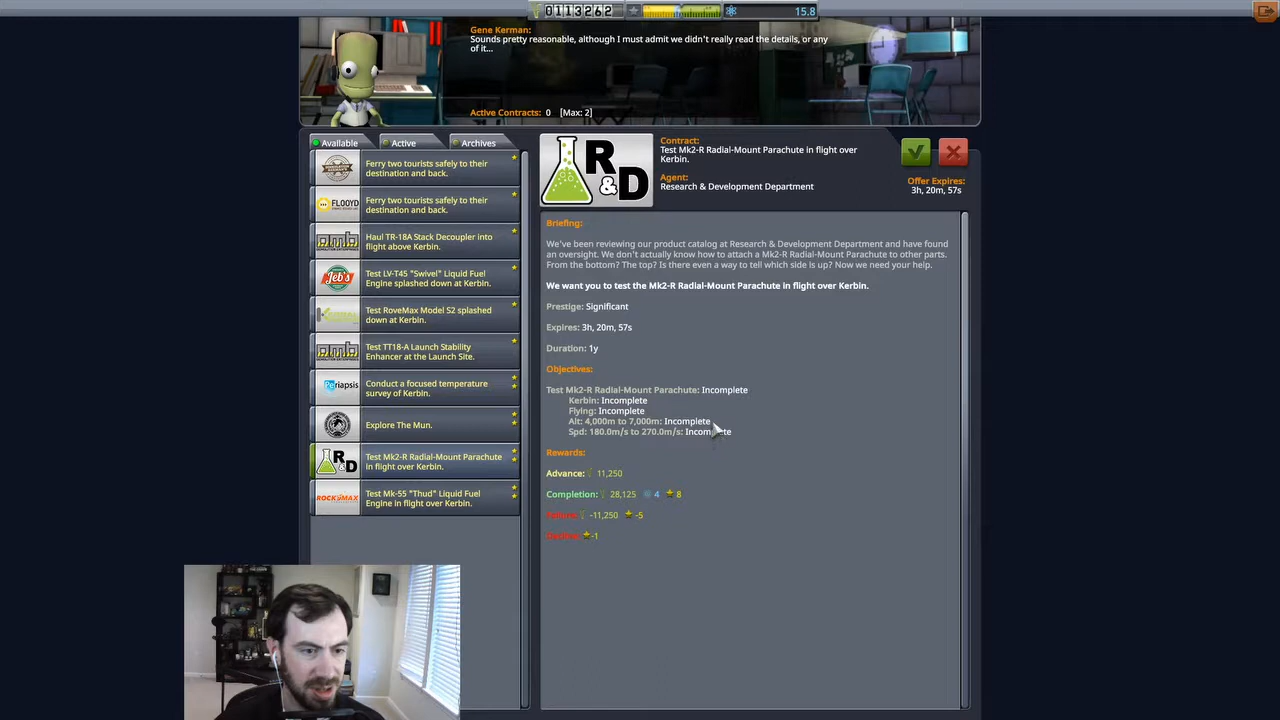 0113262
15.8
Gene Kerman:
Sounds pretty reasonable, although I must admit we didn't really read the details, or any
of it...
Active Contracts: 0 [Max: 2]
Available
Active
Archives
Ferry two tourists safely to their
destination and back.
FLOOYD
Ferry two tourists safely to their
destination and back.
Haul TR-18A Stack Decoupler into
flight above Kerbin.
Jeb's
Test LV-T45 "Swivel" Liquid Fuel
Engine splashed down at Kerbin.
Test RoveMax Model S2 splashed
down at Kerbin.
Test TT18-A Launch Stability
Enhancer at the Launch Site.
Periapsis
Conduct a focused temperature
survey of Kerbin.
Explore The Mun.
R&D
Test Mk2-R Radial-Mount Parachute
in flight over Kerbin.
ROCKOMAX
Test Mk-55 "Thud" Liquid Fuel
Engine in flight over Kerbin.
R&D
Contract:
Test Mk2-R Radial-Mount Parachute in flight over
Kerbin.
Agent:
Research & Development Department
Offer Expires:
3h, 20m, 57s
Briefing:
We've been reviewing our product catalog at Research & Development Department and have found
an oversight. We don't actually know how to attach a Mk2-R Radial-Mount Parachute to other parts.
From the bottom? The top? Is there even a way to tell which side is up? Now we need your help.
We want you to test the Mk2-R Radial-Mount Parachute in flight over Kerbin.
Prestige: Significant
Expires: 3h, 20m, 57s
Duration: 1y
Objectives:
Test Mk2-R Radial-Mount Parachute: Incomplete
Kerbin: Incomplete
Flying: Incomplete
Alt: 4,000m to 7,000m: Incomplete
Spd: 180.0m/s to 270.0m/s: Incomplete
Rewards:
Advance: 11,250
Completion: 28,125 4 8
Failure: -11,250 -5
Decline: -1